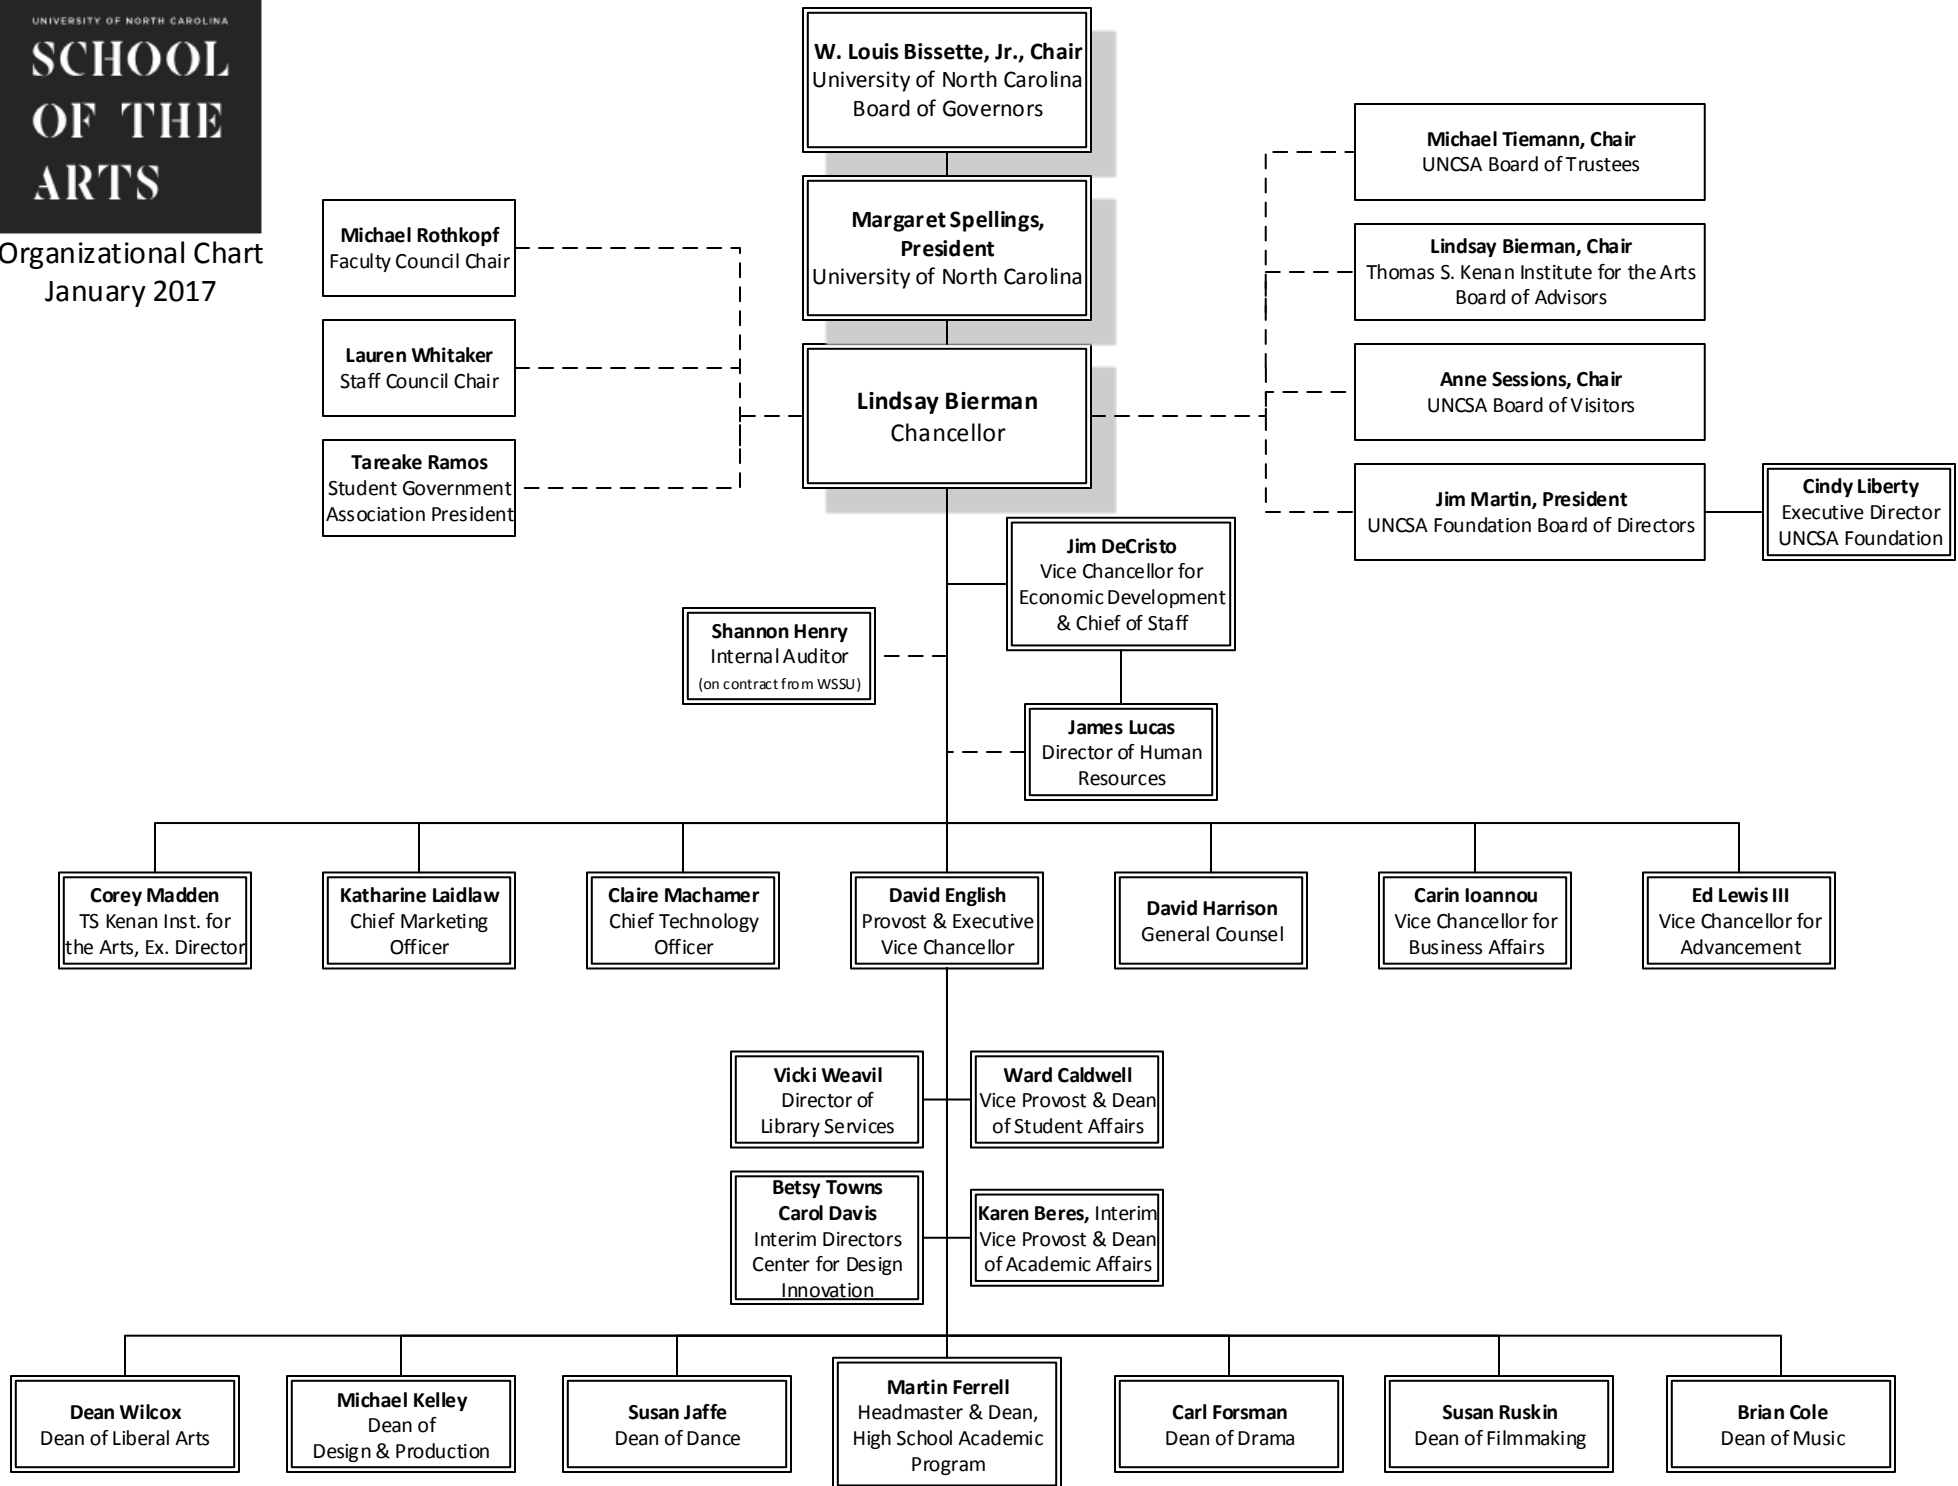 UNIVERSITY OF NORTH CAROLINA
SCHOOL
OF THE
ARTS
Organizational Chart
January 2017
W. Louis Bissette, Jr., Chair
University of North Carolina
Board of Governors
Margaret Spellings,
President
University of North Carolina
Lindsay Bierman
Chancellor
Michael Rothkopf
Faculty Council Chair
Lauren Whitaker
Staff Council Chair
Tareake Ramos
Student Government
Association President
Michael Tiemann, Chair
UNCSA Board of Trustees
Lindsay Bierman, Chair
Thomas S. Kenan Institute for the Arts
Board of Advisors
Anne Sessions, Chair
UNCSA Board of Visitors
Jim Martin, President
UNCSA Foundation Board of Directors
Cindy Liberty
Executive Director
UNCSA Foundation
Jim DeCristo
Vice Chancellor for
Economic Development
& Chief of Staff
Shannon Henry
Internal Auditor
(on contract from WSSU)
James Lucas
Director of Human
Resources
Corey Madden
TS Kenan Inst. for
the Arts, Ex. Director
Katharine Laidlaw
Chief Marketing
Officer
Claire Machamer
Chief Technology
Officer
David English
Provost & Executive
Vice Chancellor
David Harrison
General Counsel
Carin Ioannou
Vice Chancellor for
Business Affairs
Ed Lewis III
Vice Chancellor for
Advancement
Vicki Weavil
Director of
Library Services
Ward Caldwell
Vice Provost & Dean
of Student Affairs
Betsy Towns
Carol Davis
Interim Directors
Center for Design
Innovation
Karen Beres, Interim
Vice Provost & Dean
of Academic Affairs
Dean Wilcox
Dean of Liberal Arts
Michael Kelley
Dean of
Design & Production
Susan Jaffe
Dean of Dance
Martin Ferrell
Headmaster & Dean,
High School Academic
Program
Carl Forsman
Dean of Drama
Susan Ruskin
Dean of Filmmaking
Brian Cole
Dean of Music